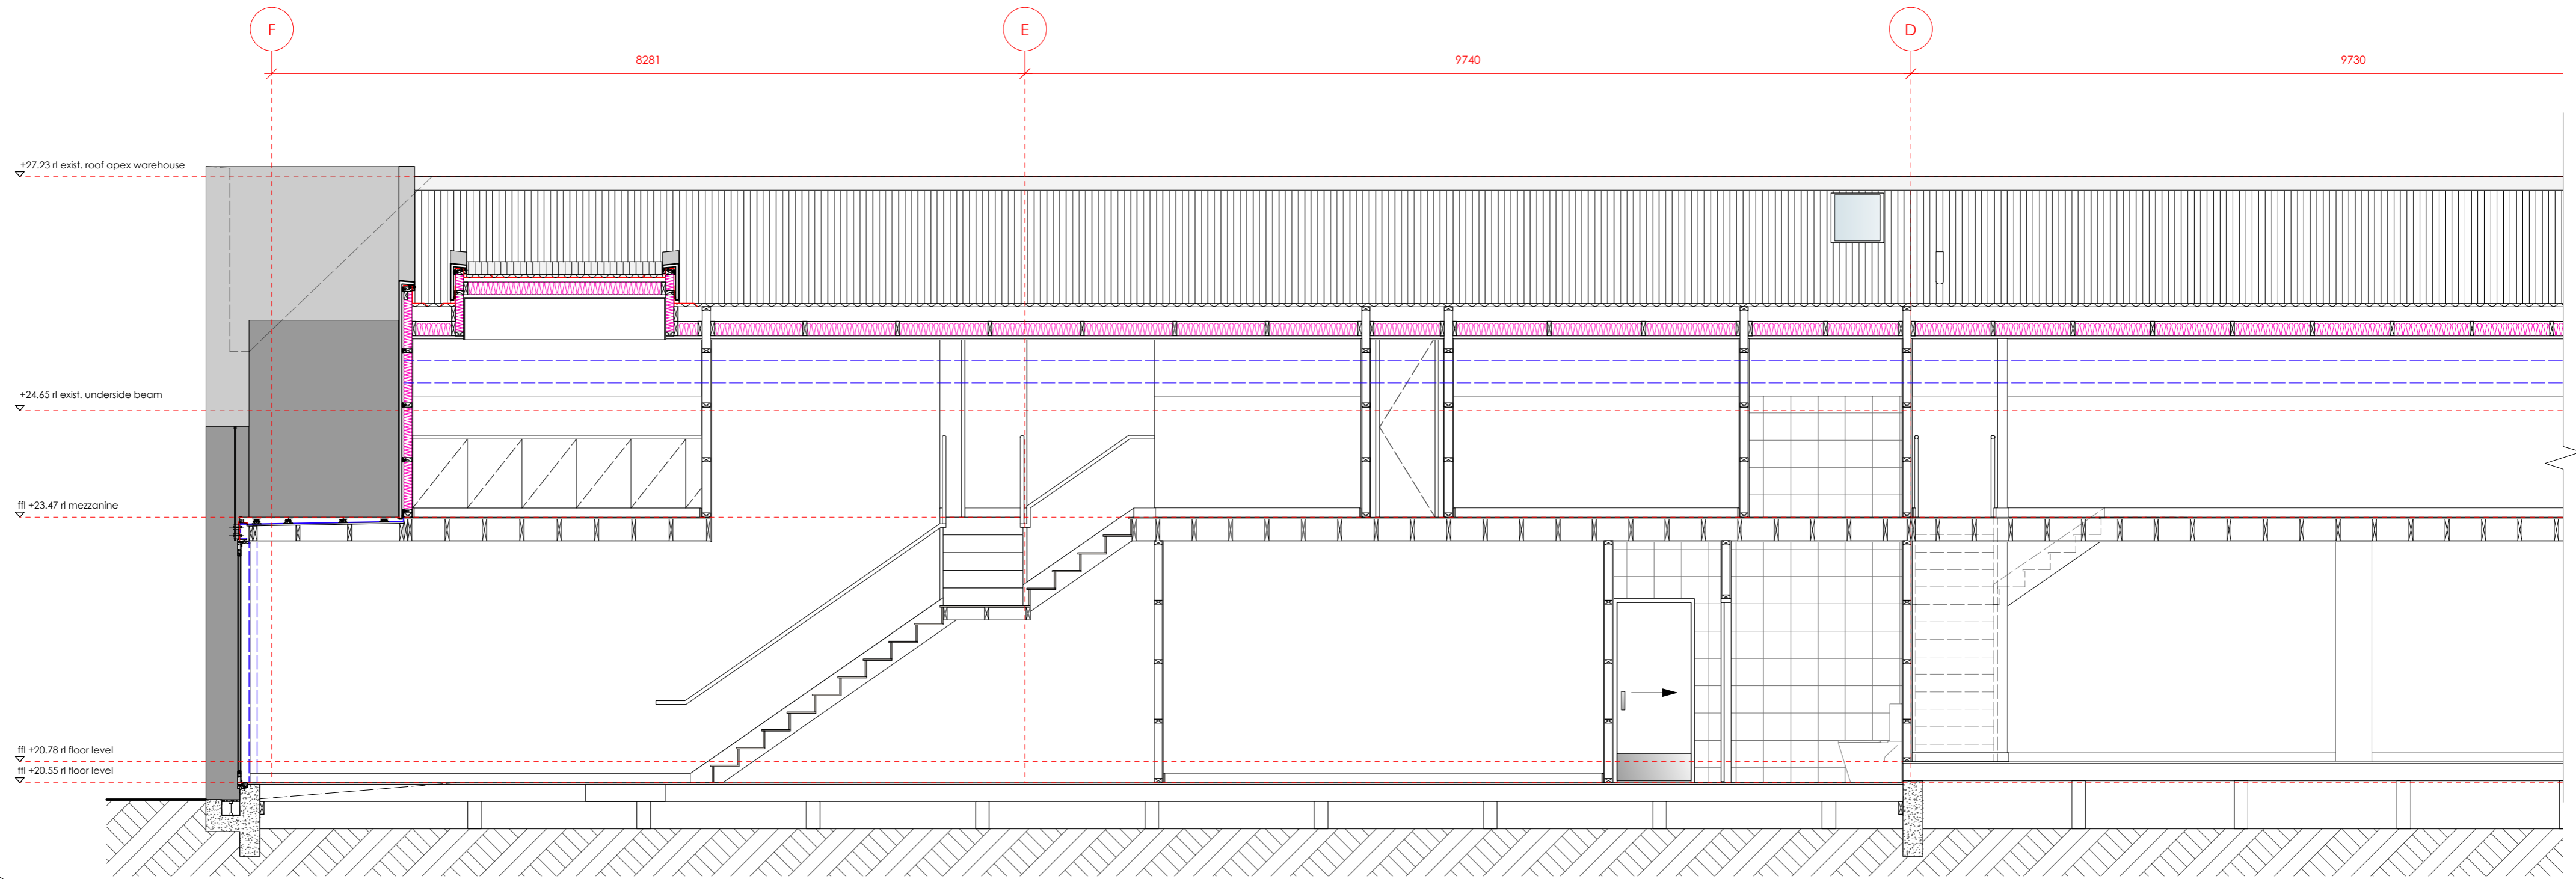 F
E
D
8281
9740
9730
+27.23 rl exist. roof apex warehouse
+24.65 rl exist. underside beam
ffl +23.47 rl mezzanine
ffl +20.78 rl floor level
ffl +20.55 rl floor level